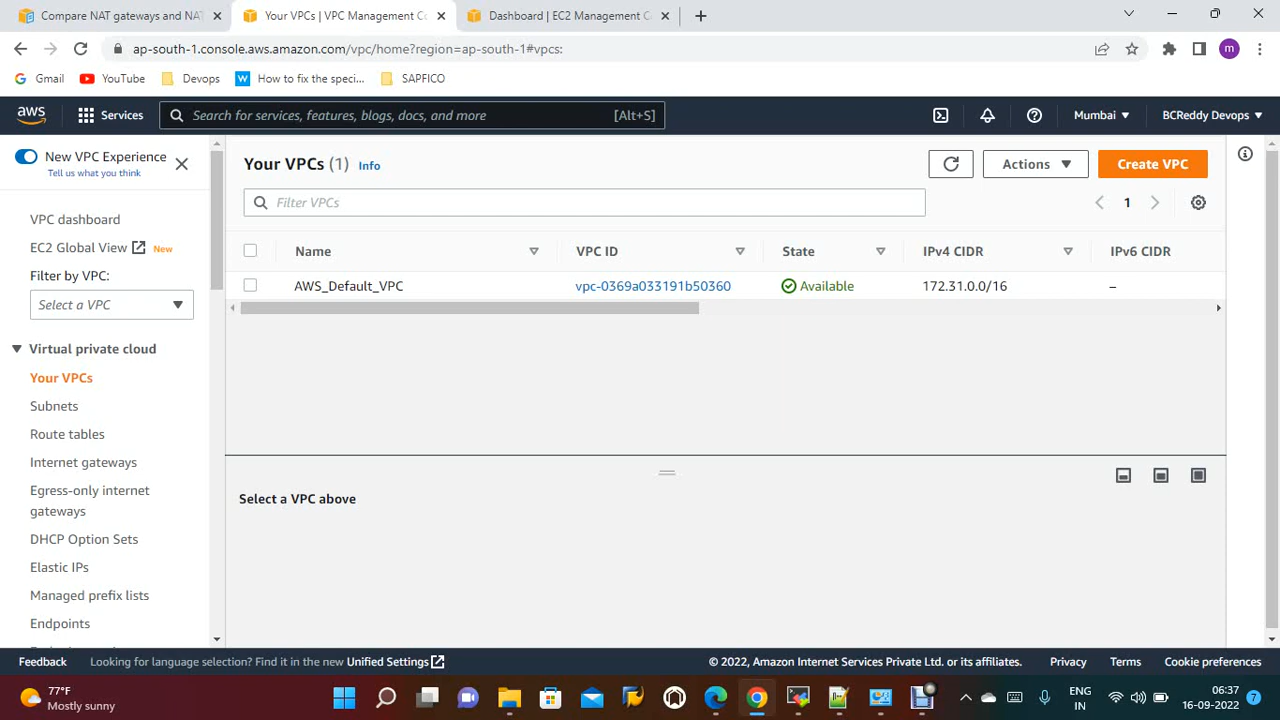 Compare NAT gateways and NAT
Your VPCs | VPC Management Co
Dashboard | EC2 Management C
ap-south-1.console.aws.amazon.com/vpc/home?region=ap-south-1#vpcs:
m
Gmail
YouTube
Devops
W How to fix the speci...
SAPFICO
aws
Services
Search for services, features, blogs, docs, and more
[Alt+S]
Mumbai
BCReddy Devops
New VPC Experience
Tell us what you think
VPC dashboard
EC2 Global View New
Filter by VPC:
Select a VPC
Virtual private cloud
Your VPCs
Subnets
Route tables
Internet gateways
Egress-only internet
gateways
DHCP Option Sets
Elastic IPs
Managed prefix lists
Endpoints
Your VPCs (1) Info
Actions
Create VPC
Filter VPCs
1
Name VPC ID State IPv4 CIDR IPv6 CIDR
AWS_Default_VPC vpc-0369a033191b50360 Available 172.31.0.0/16 –
Select a VPC above
Feedback
Looking for language selection? Find it in the new Unified Settings
© 2022, Amazon Internet Services Private Ltd. or its affiliates.
Privacy
Terms
Cookie preferences
77°F
Mostly sunny
ENG
IN
06:37
16-09-2022
7